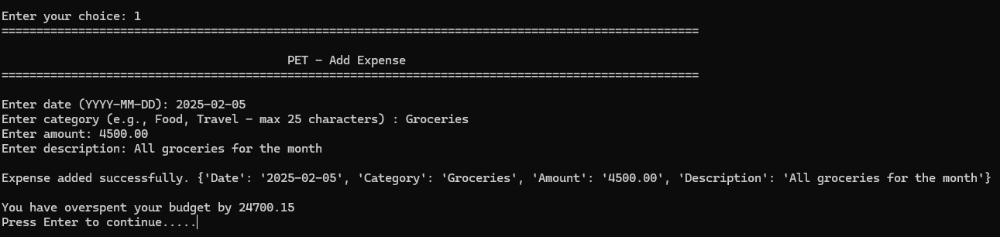 Enter your choice: 1
====================================================================================================
PET - Add Expense
====================================================================================================
Enter date (YYYY-MM-DD): 2025-02-05
Enter category (e.g., Food, Travel - max 25 characters) : Groceries
Enter amount: 4500.00
Enter description: All groceries for the month
Expense added successfully. {'Date': '2025-02-05', 'Category': 'Groceries', 'Amount': '4500.00', 'Description': 'All groceries for the month'}
You have overspent your budget by 24700.15
Press Enter to continue.....